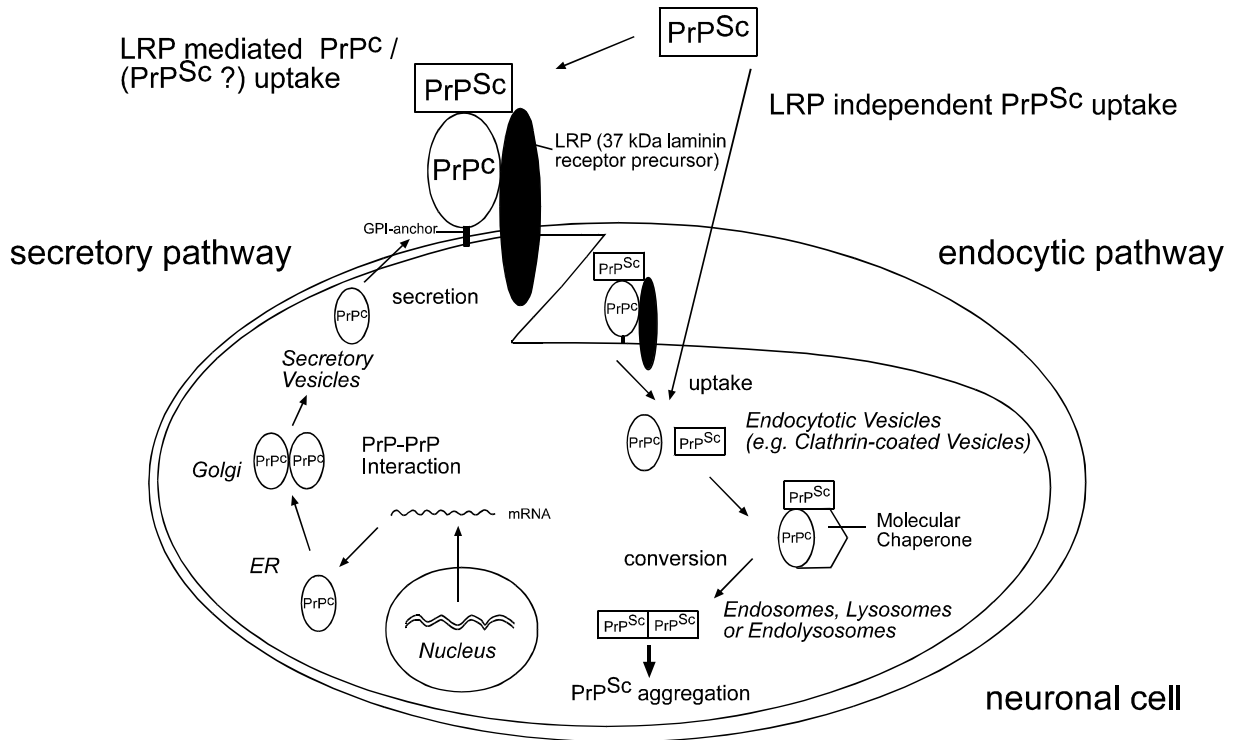 PrPSc
LRP mediated PrPc /
(PrPSc ?) uptake
PrPSc
LRP independent PrPSc uptake
LRP (37 kDa laminin
receptor precursor)
PrPc
GPI-anchor
secretory pathway
endocytic pathway
PrPSc
PrPc
secretion
PrPc
Secretory
Vesicles
uptake
Endocytotic Vesicles
(e.g. Clathrin-coated Vesicles)
PrPc
PrPSc
PrP-PrP
Interaction
Golgi
PrPc
PrPc
PrPSc
PrPc
Molecular
Chaperone
mRNA
conversion
ER
PrPc
Endosomes, Lysosomes
or Endolysosomes
PrPSc
PrPSc
Nucleus
PrPSc aggregation
neuronal cell